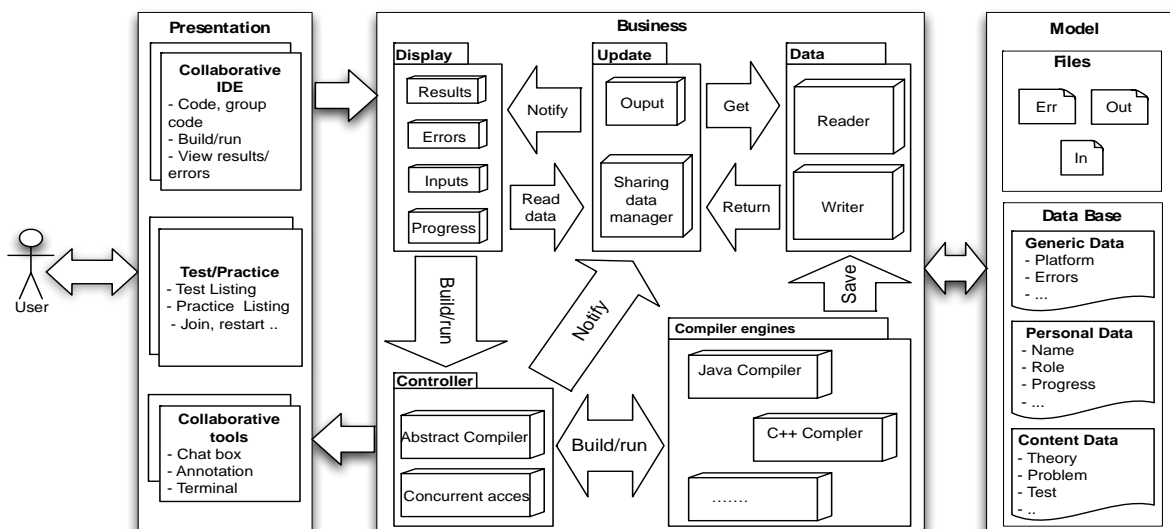 Presentation
Collaborative
IDE
- Code, group
code
- Build/run
- View results/
errors
Test/Practice
- Test Listing
- Practice Listing
- Join, restart ..
Collaborative
tools
- Chat box
- Annotation
- Terminal
User
Business
Display
Results
Errors
Inputs
Progress
Notify
Read
data
Update
Ouput
Sharing
data
manager
Get
Return
Data
Reader
Writer
Build/run
Notify
Save
Controller
Abstract Compiler
Concurrent acces
Build/run
Compiler engines
Java Compiler
C++ Compler
.......
Model
Files
Err
Out
In
Data Base
Generic Data
- Platform
- Errors
- ...
Personal Data
- Name
- Role
- Progress
- ...
Content Data
- Theory
- Problem
- Test
- ..